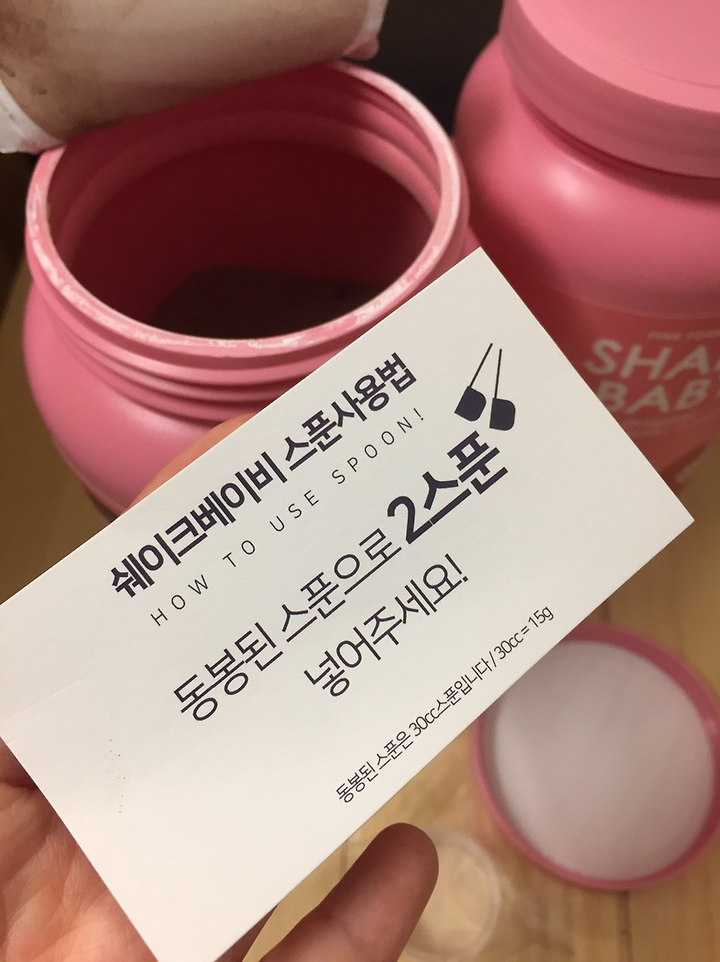 쉐이크베이비 스푼사용법
HOW TO USE SPOON!
동봉된 스푼으로 2스푼
넣어주세요!
동봉된 스푼은 30cc스푼입니다 / 30cc = 15g
SHA
BAB